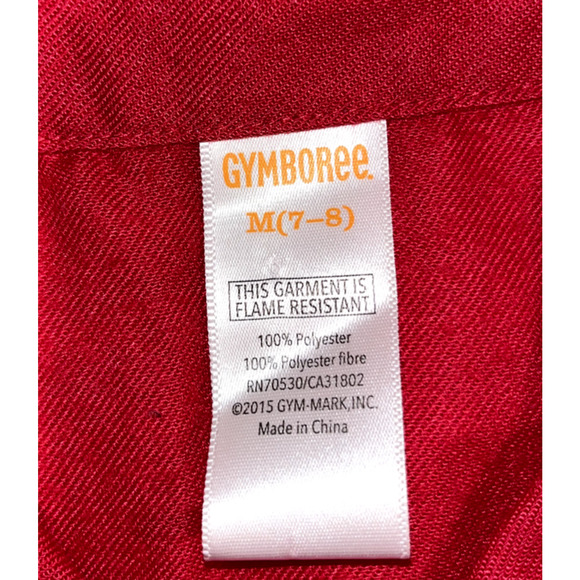 GYMBOREE.
M(7–8)
THIS GARMENT IS
FLAME RESISTANT
100% Polyester
100% Polyester fibre
RN70530/CA31802
©2015 GYM-MARK,INC.
Made in China